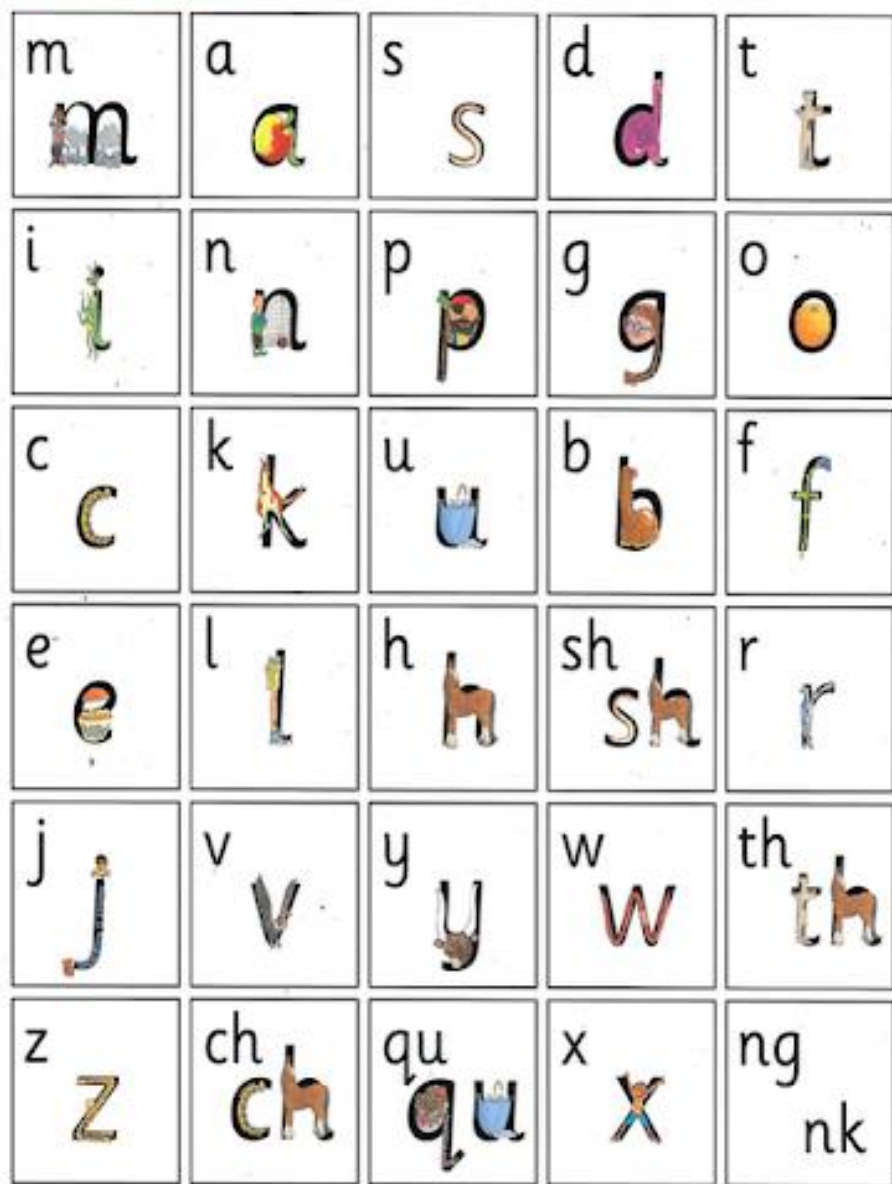 m a s d t
m a s d t
i n p g o
i n p g o
c k u b f
c k u b f
e l h sh r
e l h sh r
j v y w th
j v y w th
z ch qu x ng
z ch qu x nk